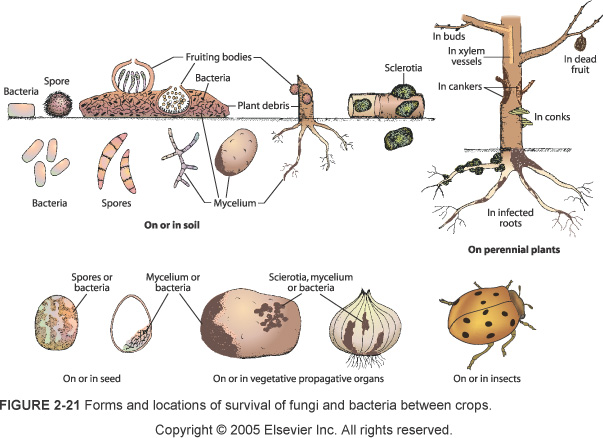 Fruiting bodies
Bacteria
Spore
Bacteria
Plant debris
Sclerotia
Bacteria
Spores
Mycelium
On or in soil
In buds
In xylem
vessels
In dead
fruit
In cankers
In conks
In infected
roots
On perennial plants
Spores or
bacteria
Mycelium or
bacteria
Scierotia, mycelium
or bacteria
On or in seed
On or in vegetative propagative organs
On or in insects
FIGURE 2-21 Forms and locations of survival of fungi and bacteria between crops.
Copyright © 2005 Elsevier Inc. All rights reserved.